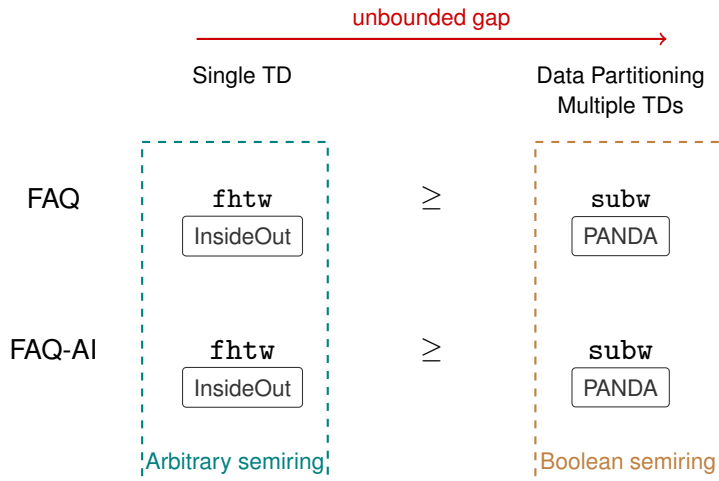 unbounded gap
Single TD
Data Partitioning
Multiple TDs
FAQ
fhtw
≥
subw
InsideOut
PANDA
FAQ-AI
fhtw
≥
subw
InsideOut
PANDA
Arbitrary semiring
Boolean semiring